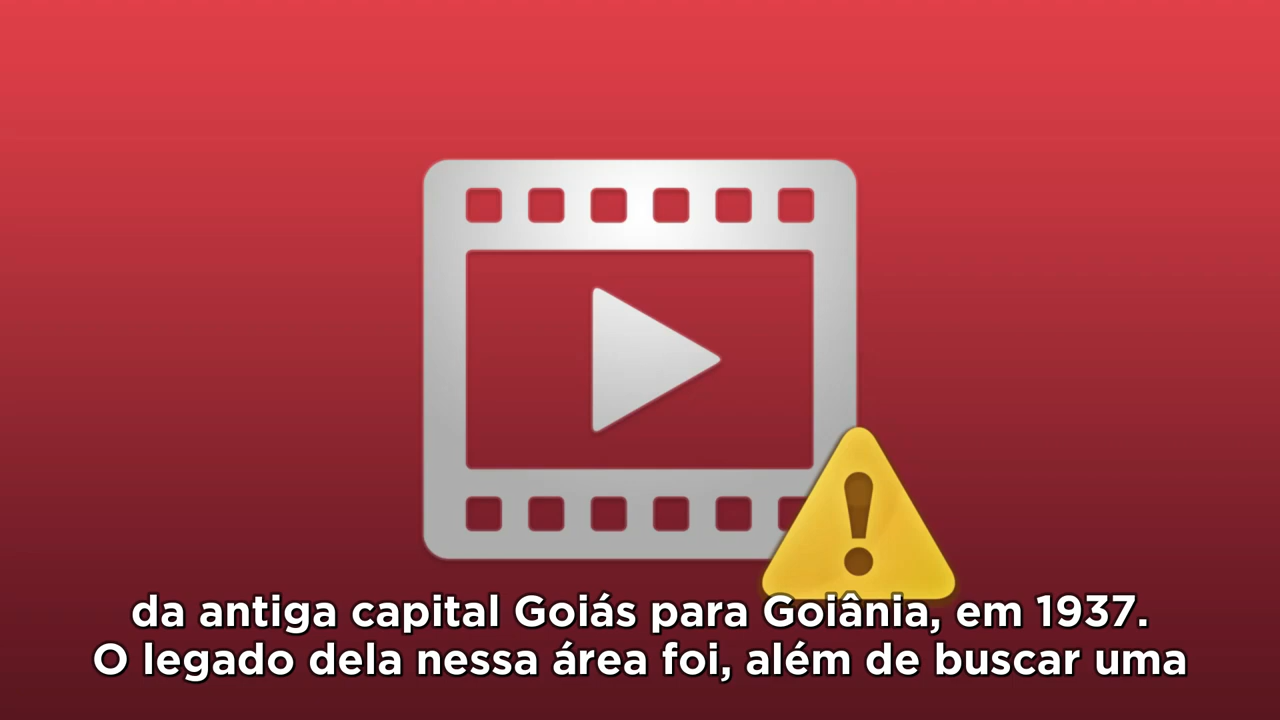 da antiga capital Goiás para Goiânia, em 1937.
O legado dela nessa área foi, além de buscar uma